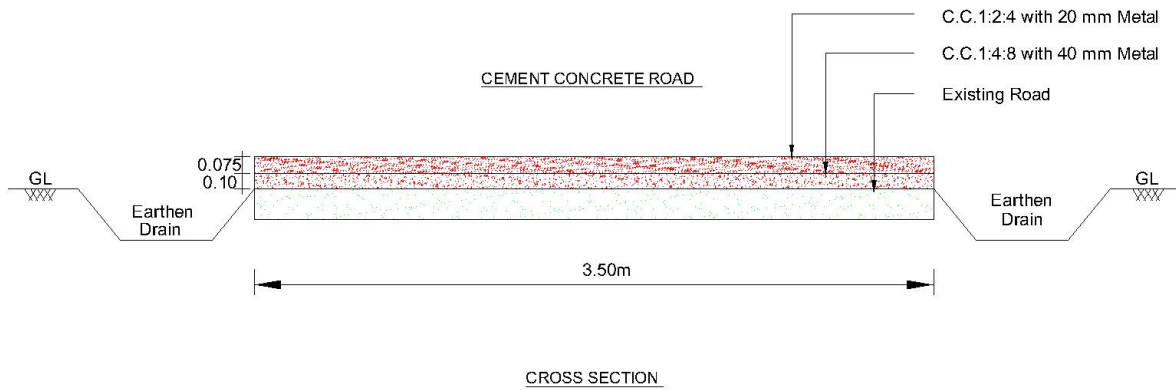 C.C.1:2:4 with 20 mm Metal
C.C.1:4:8 with 40 mm Metal
CEMENT CONCRETE ROAD
Existing Road
0.075
0.10
GL
GL
Earthen
Drain
Earthen
Drain
3.50m
CROSS SECTION